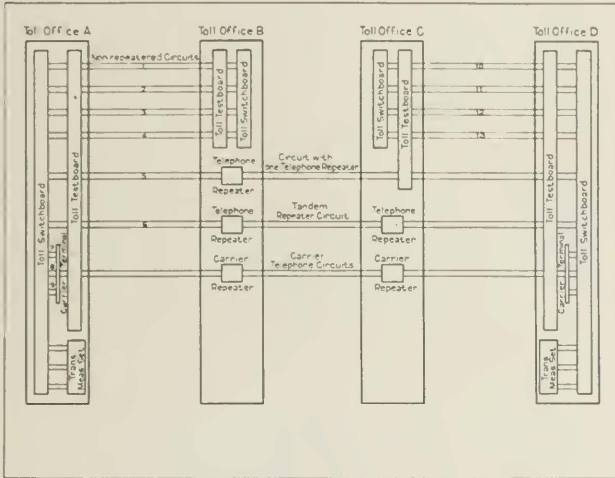 Toll Office A
Toll Office B
Toll Office C
Toll Office D
Non repeatered Circuits
1
2
3
4
5
6
10
11
12
13
Toll Switchboard
Toll Testboard
Carrier Terminal
Trans
Meas Set
Toll Testboard
Toll Switchboard
Telephone
Repeater
Telephone
Repeater
Carrier
Repeater
Circuit with
one Telephone Repeater
Tandem
Repeater Circuit
Carrier
Telephone Circuits
Toll Switchboard
Toll Testboard
Telephone
Repeater
Carrier
Repeater
Toll Testboard
Carrier Terminal
Toll Switchboard
Trans
Meas Set